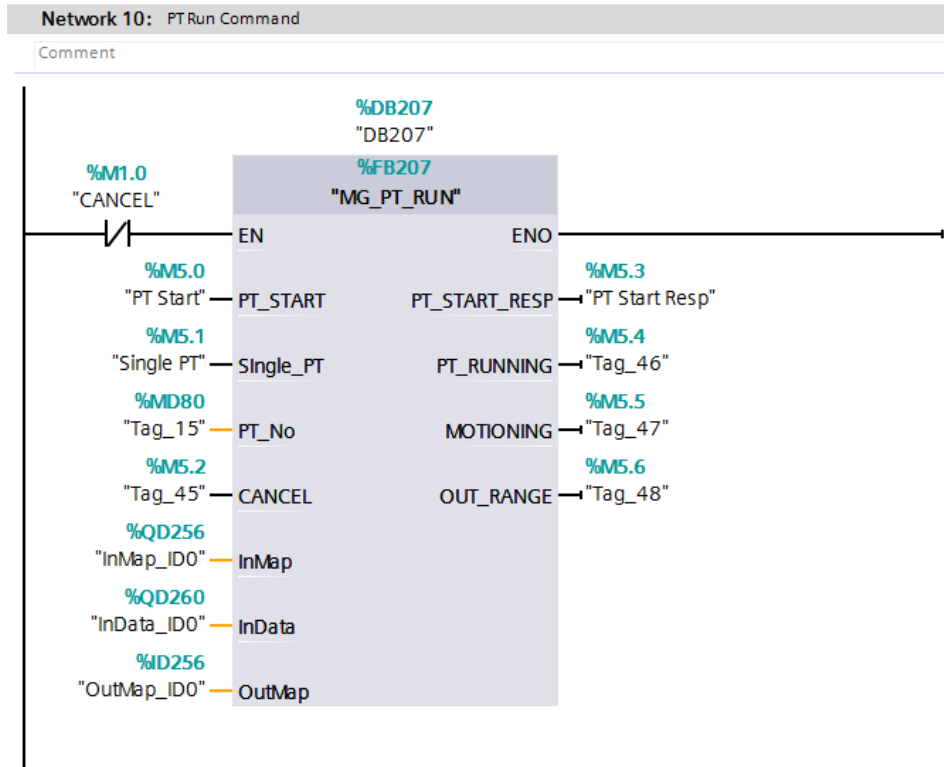 Network 10: PT Run Command
Comment
%DB207
"DB207"
%FB207
"MG_PT_RUN"
%M1.0
"CANCEL"
EN ENO
%M5.0
"PT Start" PT_START
PT_START_RESP
%M5.3
"PT Start Resp"
%M5.1
"Single PT" SIngle_PT
PT_RUNNING
%M5.4
"Tag_46"
%MD80
"Tag_15" PT_No
MOTIONING
%M5.5
"Tag_47"
%M5.2
"Tag_45" CANCEL
OUT_RANGE
%M5.6
"Tag_48"
%QD256
"InMap_ID0" InMap
%QD260
"InData_ID0" InData
%ID256
"OutMap_ID0" OutMap